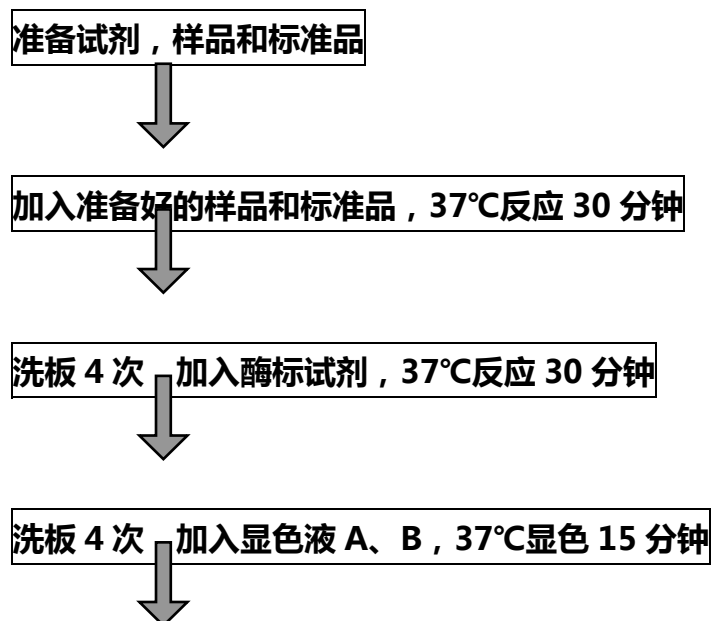 准备试剂，样品和标准品
加入准备好的样品和标准品，37℃反应 30 分钟
洗板 4 次 加入酶标试剂，37℃反应 30 分钟
洗板 4 次 加入显色液 A、B，37℃显色 15 分钟